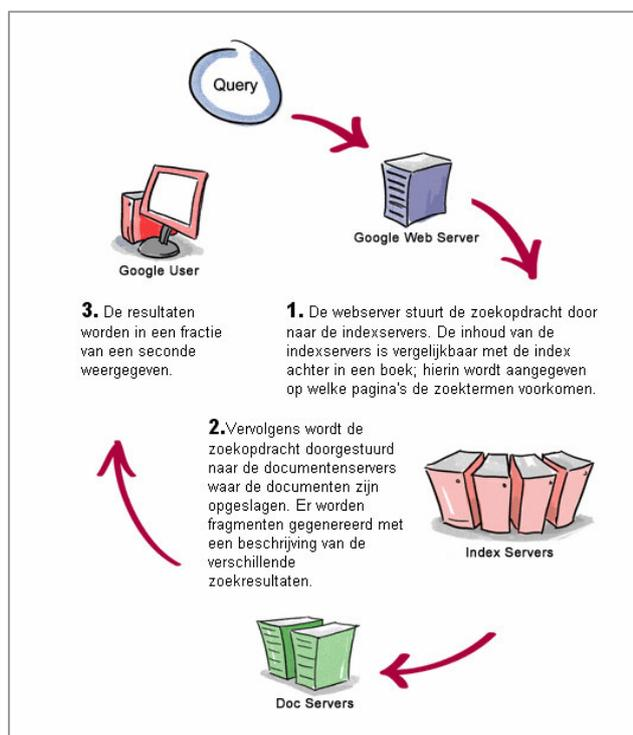 Query
Google Web Server
Google User
1. De webserver stuurt de zoekopdracht door
naar de indexservers. De inhoud van de
indexservers is vergelijkbaar met de index
achter in een boek; hierin wordt aangegeven
op welke pagina's de zoektermen voorkomen.
Index Servers
2.Vervolgens wordt de
zoekopdracht doorgestuurd
naar de documentenservers
waar de documenten zijn
opgeslagen. Er worden
fragmenten gegenereerd met
een beschrijving van de
verschillende
zoekresultaten.
Doc Servers
3. De resultaten
worden in een fractie
van een seconde
weergegeven.